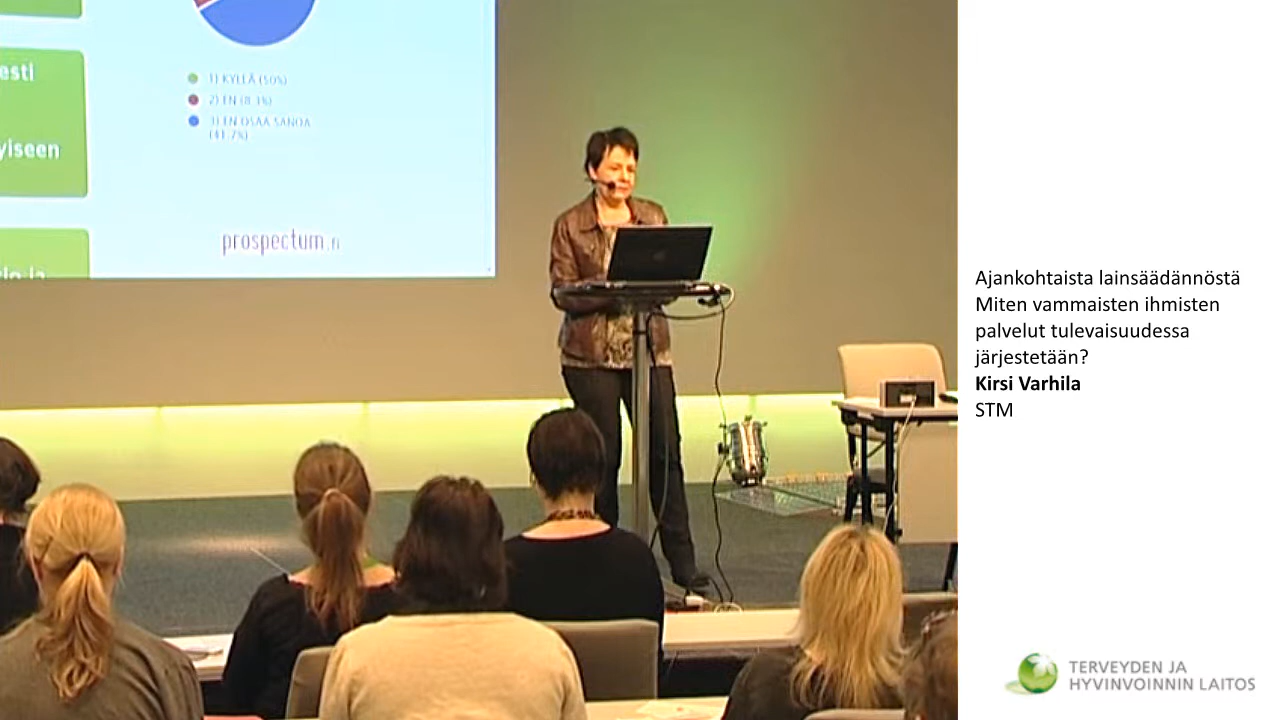 esti
yiseen
1) KYLLÄ (50%)
2) EN (8.3%)
3) EN OSAA SANOA
(41.7%)
prospectum.fi
Ajankohtaista lainsäädännöstä
Miten vammaisten ihmisten
palvelut tulevaisuudessa
järjestetään?
Kirsi Varhila
STM
TERVEYDEN JA
HYVINVOINNIN LAITOS